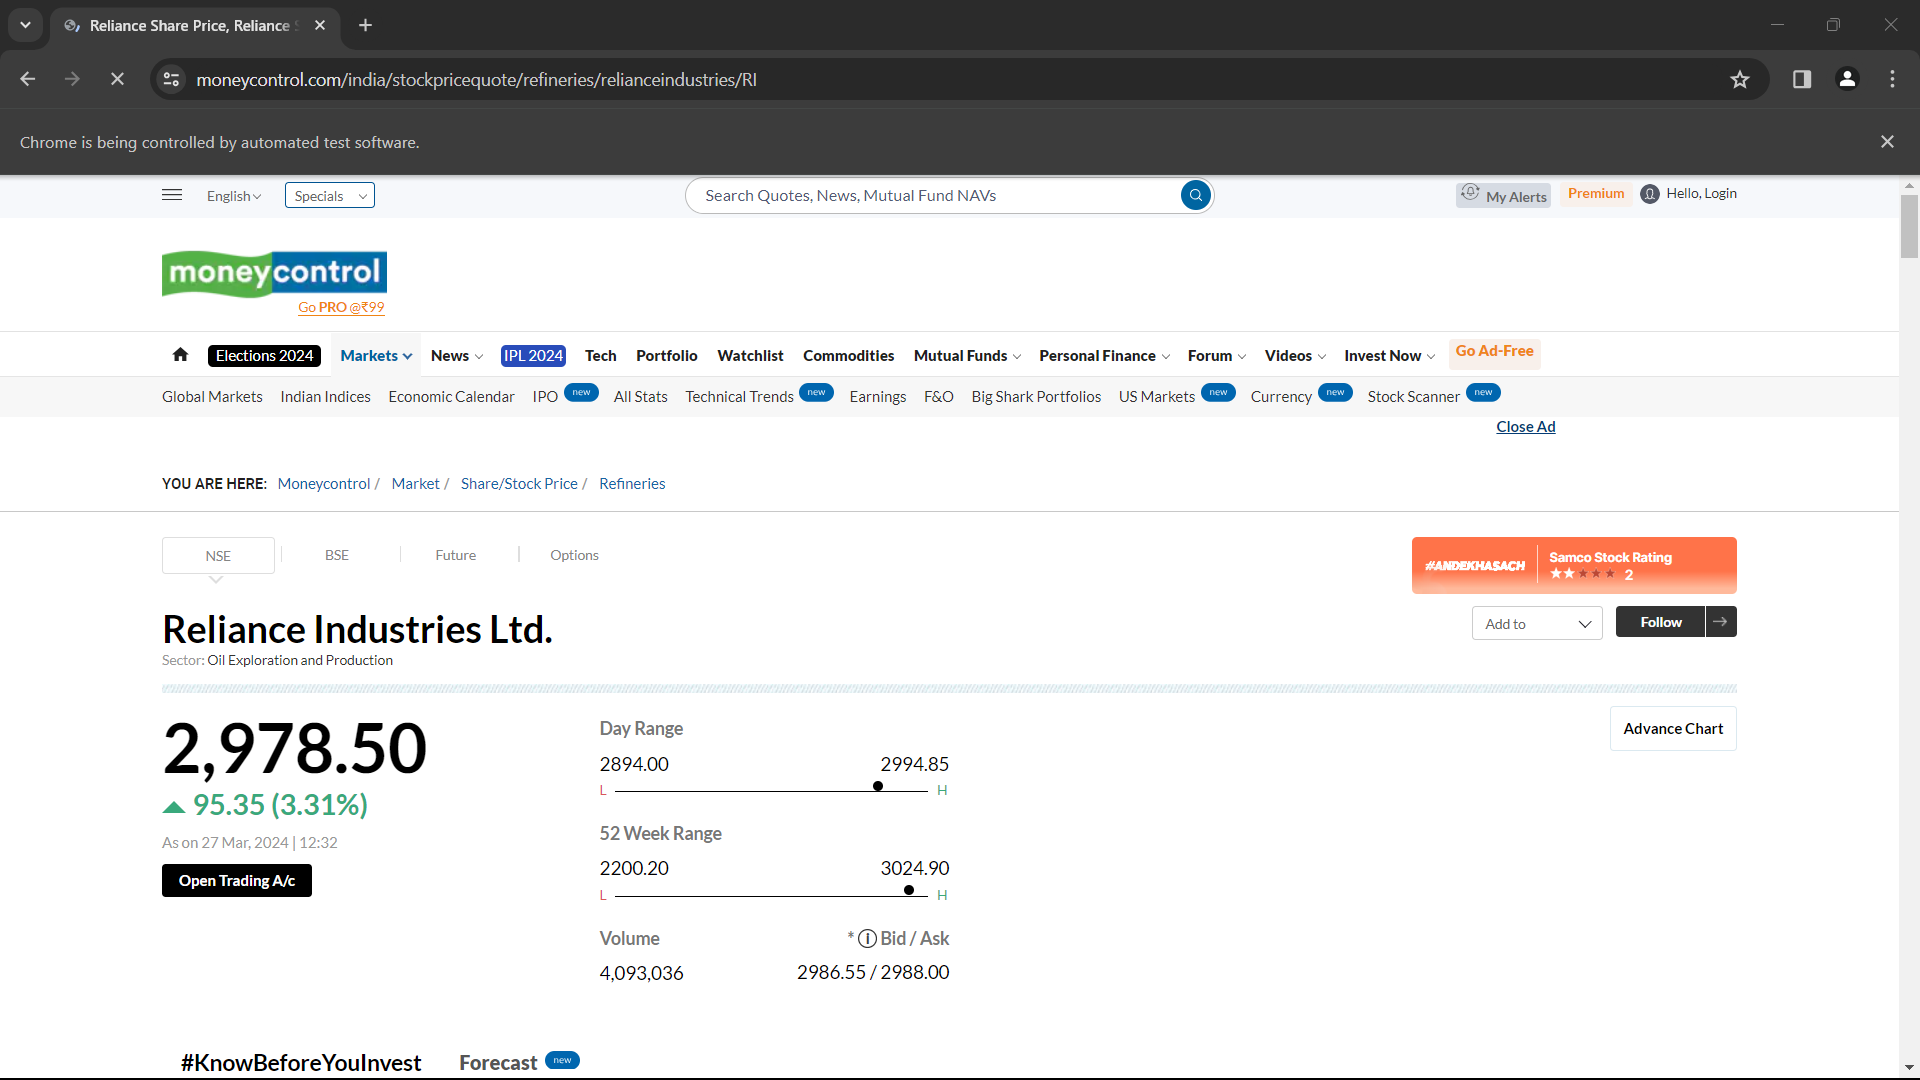 Reliance Share Price, Reliance S
moneycontrol.com/india/stockpricequote/refineries/relianceindustries/RI
Chrome is being controlled by automated test software.
English
Specials
Search Quotes, News, Mutual Fund NAVs
My Alerts
Premium
Hello, Login
moneycontrol
Go PRO @₹99
Elections 2024 Markets News IPL 2024 Tech Portfolio Watchlist Commodities Mutual Funds Personal Finance Forum Videos Invest Now Go Ad-Free
Global Markets Indian Indices Economic Calendar IPO new All Stats Technical Trends new Earnings F&O Big Shark Portfolios US Markets new Currency new Stock Scanner new
Close Ad
YOU ARE HERE: Moneycontrol / Market / Share/Stock Price / Refineries
NSE | BSE | Future | Options
#ANDEKHASACH
Samco Stock Rating
2
Reliance Industries Ltd.
Sector: Oil Exploration and Production
Add to
Follow
2,978.50
95.35 (3.31%)
As on 27 Mar, 2024 | 12:32
Open Trading A/c
Day Range
2894.00 2994.85
L H
52 Week Range
2200.20 3024.90
L H
Volume * i Bid / Ask
4,093,036 2986.55 / 2988.00
Advance Chart
#KnowBeforeYouInvest Forecast new